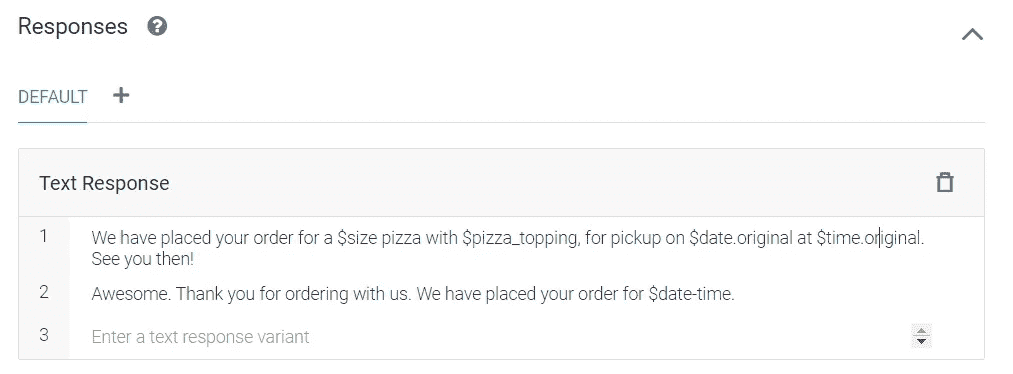 Responses ?
DEFAULT +
Text Response
1 We have placed your order for a $size pizza with $pizza_topping, for pickup on $date.original at $time.original.
See you then!
2 Awesome. Thank you for ordering with us. We have placed your order for $date-time.
3 Enter a text response variant